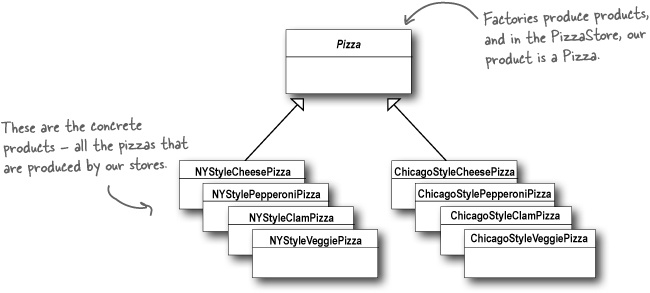 Factories produce products,
and in the PizzaStore, our
product is a Pizza.
Pizza
These are the concrete
products – all the pizzas that
are produced by our stores.
NYStyleCheesePizza
NYStylePepperoniPizza
NYStyleClamPizza
NYStyleVeggiePizza
ChicagoStyleCheesePizza
ChicagoStylePepperoniPizza
ChicagoStyleClamPizza
ChicagoStyleVeggiePizza